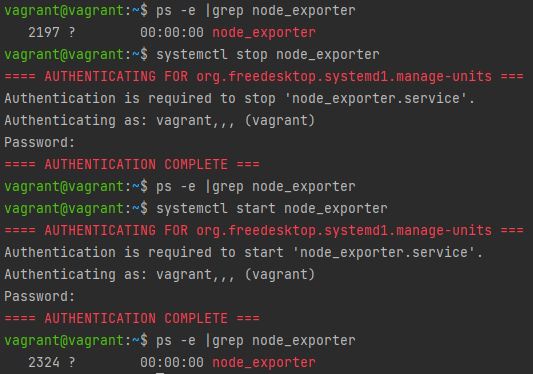 vagrant@vagrant:~$ ps -e |grep node_exporter
   2197 ?        00:00:00 node_exporter
vagrant@vagrant:~$ systemctl stop node_exporter
==== AUTHENTICATING FOR org.freedesktop.systemd1.manage-units ===
Authentication is required to stop 'node_exporter.service'.
Authenticating as: vagrant,,, (vagrant)
Password:
==== AUTHENTICATION COMPLETE ===
vagrant@vagrant:~$ ps -e |grep node_exporter
vagrant@vagrant:~$ systemctl start node_exporter
==== AUTHENTICATING FOR org.freedesktop.systemd1.manage-units ===
Authentication is required to start 'node_exporter.service'.
Authenticating as: vagrant,,, (vagrant)
Password:
==== AUTHENTICATION COMPLETE ===
vagrant@vagrant:~$ ps -e |grep node_exporter
   2324 ?        00:00:00 node_exporter